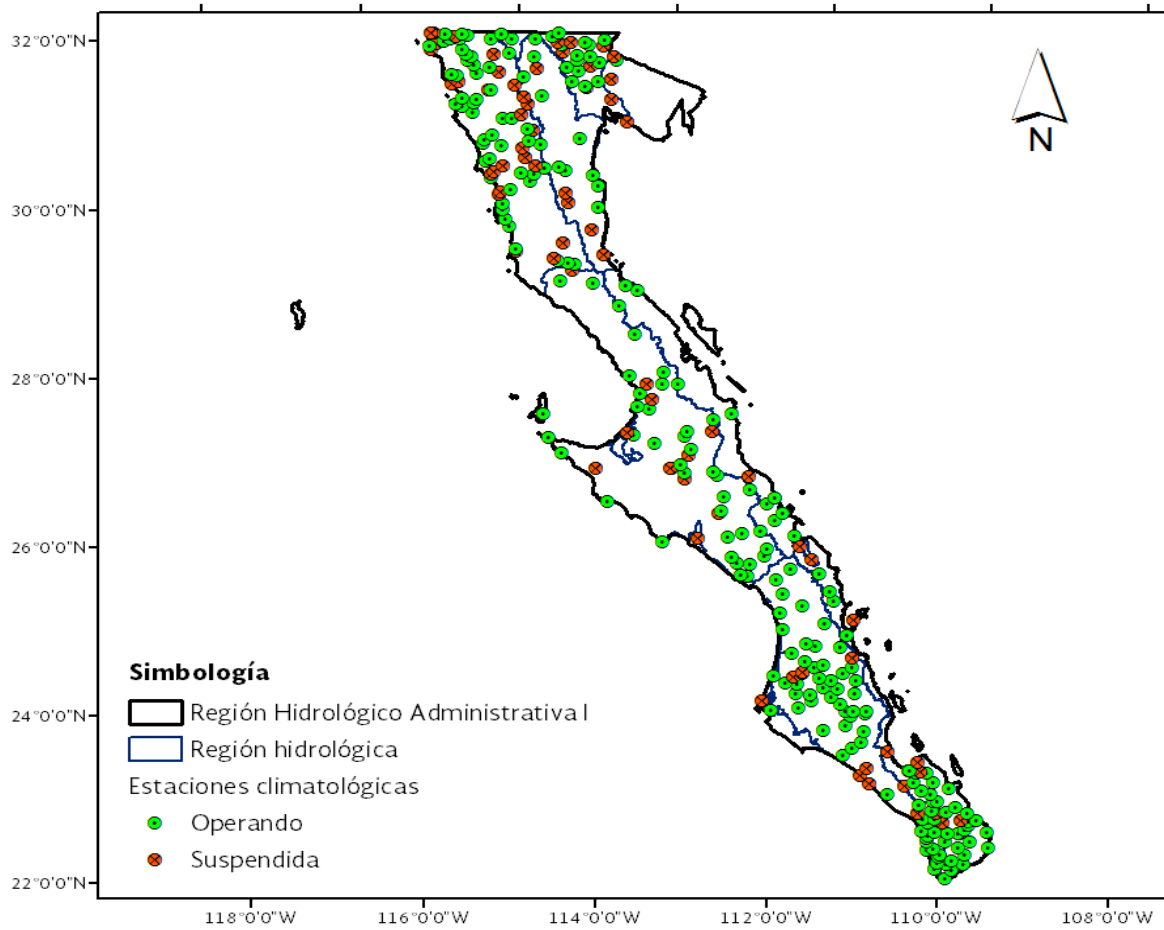 32°0'0"N
30°0'0"N
28°0'0"N
26°0'0"N
24°0'0"N
22°0'0"N
N
Simbología
Región Hidrológico Administrativa I
Región hidrológica
Estaciones climatológicas
Operando
Suspendida
118°0'0"W 116°0'0"W 114°0'0"W 112°0'0"W 110°0'0"W 108°0'0"W